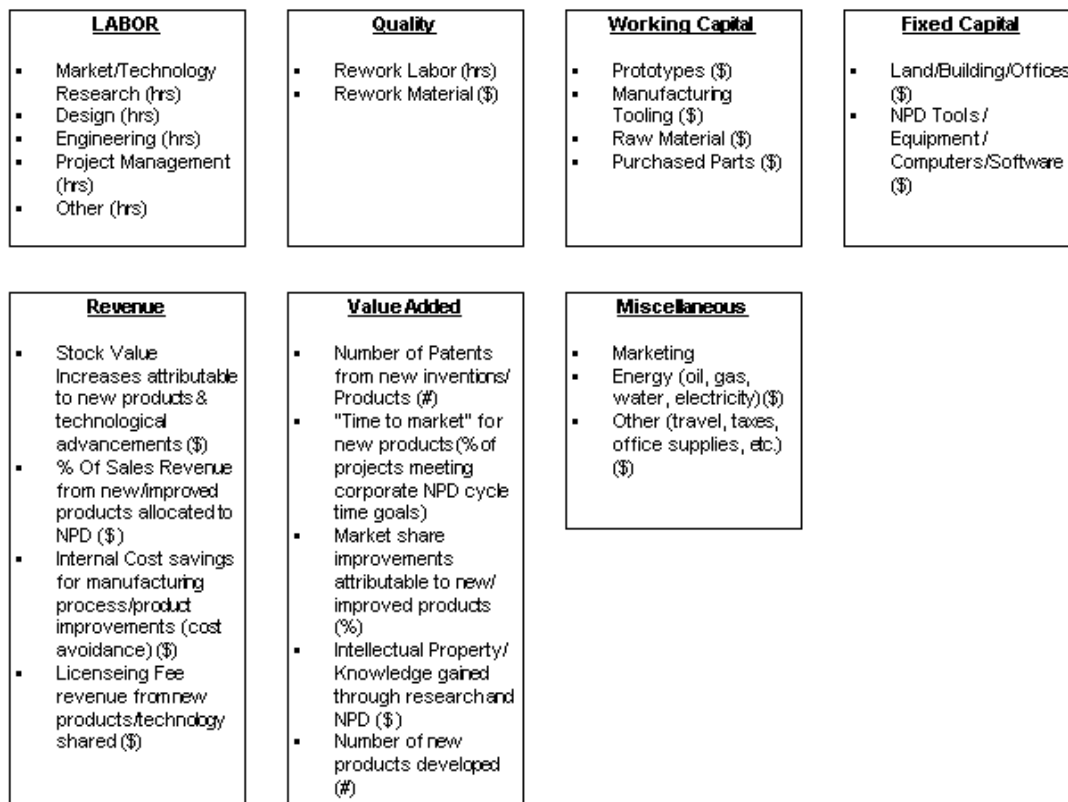 LABOR
▪ Market/Technology
Research (hrs)
▪ Design (hrs)
▪ Engineering (hrs)
▪ Project Management
(hrs)
▪ Other (hrs)
Quality
▪ Rework Labor (hrs)
▪ Rework Material ($)
Working Capital
▪ Prototypes ($)
▪ Manufacturing
Tooling ($)
▪ Raw Material ($)
▪ Purchased Parts ($)
Fixed Capital
▪ Land/Building/Offices
($)
▪ NPD Tools /
Equipment /
Computers/Software
($)
Revenue
▪ Stock Value
Increases attributable
to new products &
technological
advancements ($)
▪ % Of Sales Revenue
from new/improved
products allocated to
NPD ($)
▪ Internal Cost savings
for manufacturing
process/product
improvements (cost
avoidance) ($)
▪ Licenseing Fee
revenue from new
products/technology
shared ($)
Value Added
▪ Number of Patents
from new inventions/
Products (#)
▪ "Time to market" for
new products (% of
projects meeting
corporate NPD cycle
time goals)
▪ Market share
improvements
attributable to new/
improved products
(%)
▪ Intellectual Property/
Knowledge gained
through research and
NPD ($)
▪ Number of new
products developed
(#)
Miscellaneous
▪ Marketing
▪ Energy (oil, gas,
water, electricity) ($)
▪ Other (travel, taxes,
office supplies, etc.)
($)